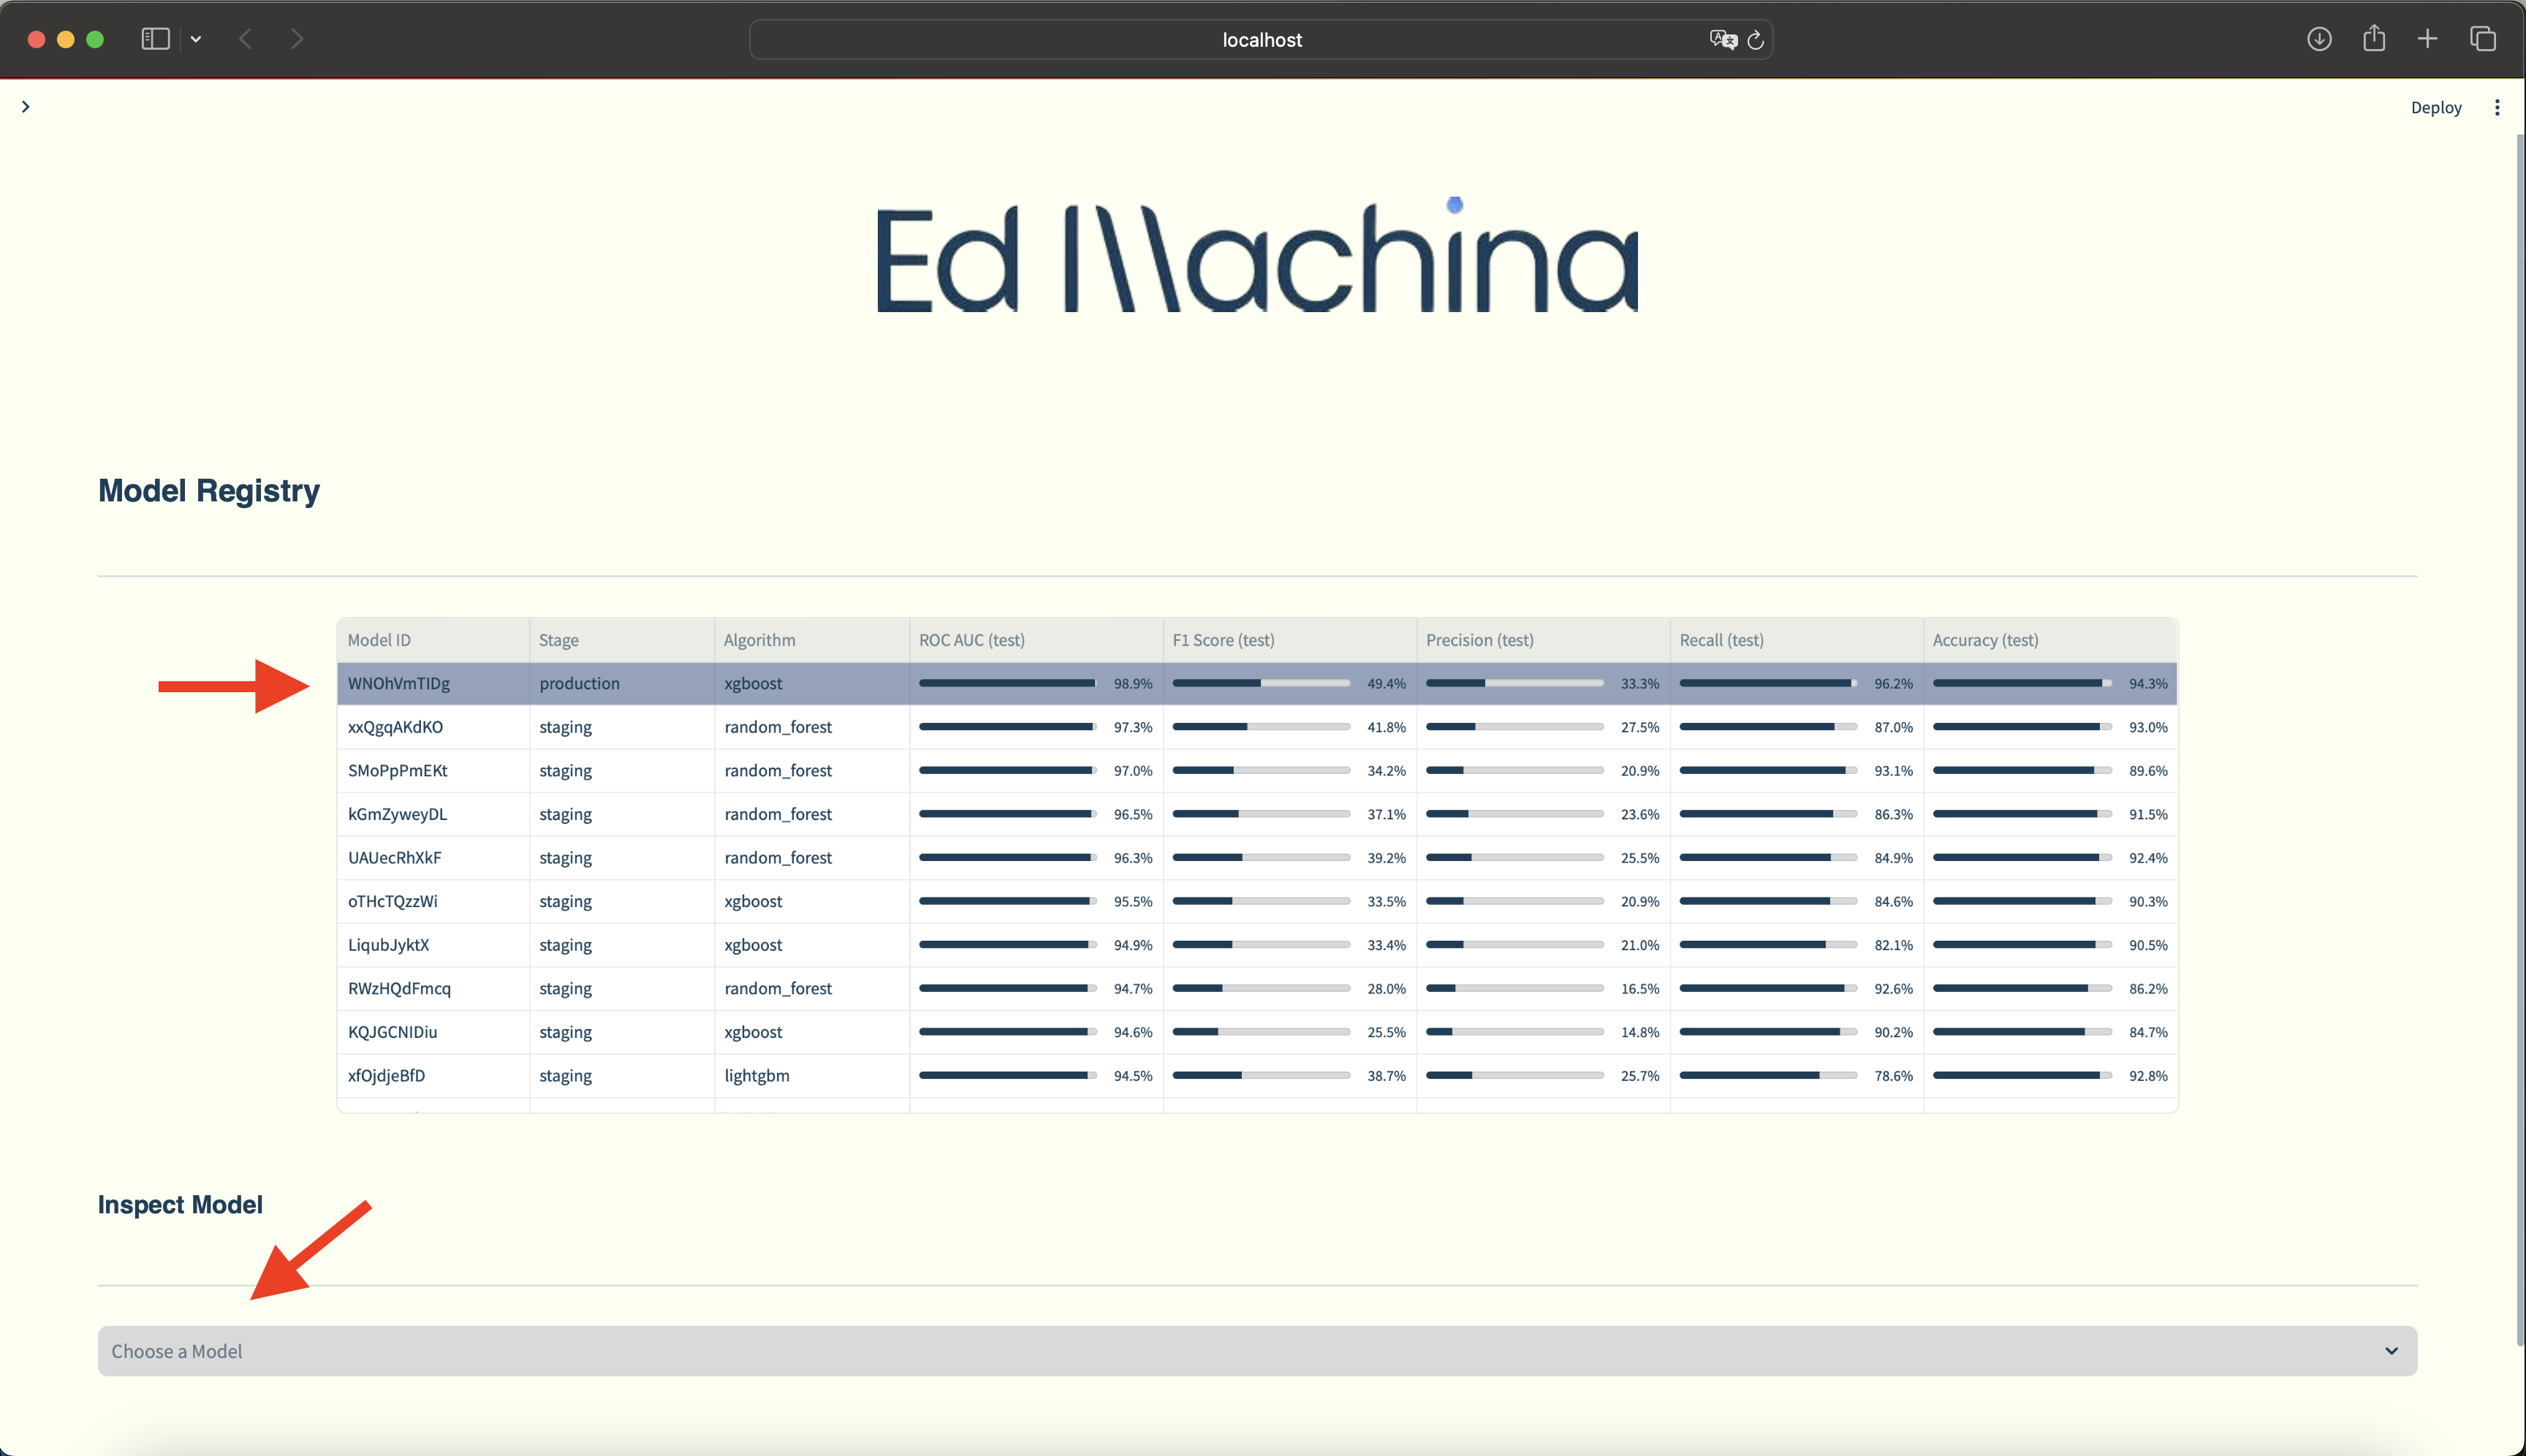 localhost
Deploy
Ed Machina
Model Registry
Model ID Stage Algorithm ROC AUC (test) F1 Score (test) Precision (test) Recall (test) Accuracy (test)
WNOhVmTIDg production xgboost 98.9% 49.4% 33.3% 96.2% 94.3%
xxQgqAKdKO staging random_forest 97.3% 41.8% 27.5% 87.0% 93.0%
SMoPpPmEKt staging random_forest 97.0% 34.2% 20.9% 93.1% 89.6%
kGmZyweyDL staging random_forest 96.5% 37.1% 23.6% 86.3% 91.5%
UAUecRhXkF staging random_forest 96.3% 39.2% 25.5% 84.9% 92.4%
oTHcTQzzWi staging xgboost 95.5% 33.5% 20.9% 84.6% 90.3%
LiqubJyktX staging xgboost 94.9% 33.4% 21.0% 82.1% 90.5%
RWzHQdFmcq staging random_forest 94.7% 28.0% 16.5% 92.6% 86.2%
KQJGCNIDiu staging xgboost 94.6% 25.5% 14.8% 90.2% 84.7%
xfOjdjeBfD staging lightgbm 94.5% 38.7% 25.7% 78.6% 92.8%
Inspect Model
Choose a Model